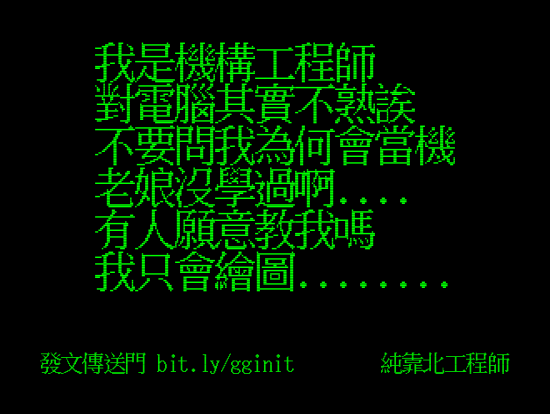 我是機構工程師
對電腦其實不熟誒
不要問我為何會當機
老娘沒學過啊....
有人願意教我嗎
我只會繪圖........
發文傳送門 bit.ly/gginit
純靠北工程師